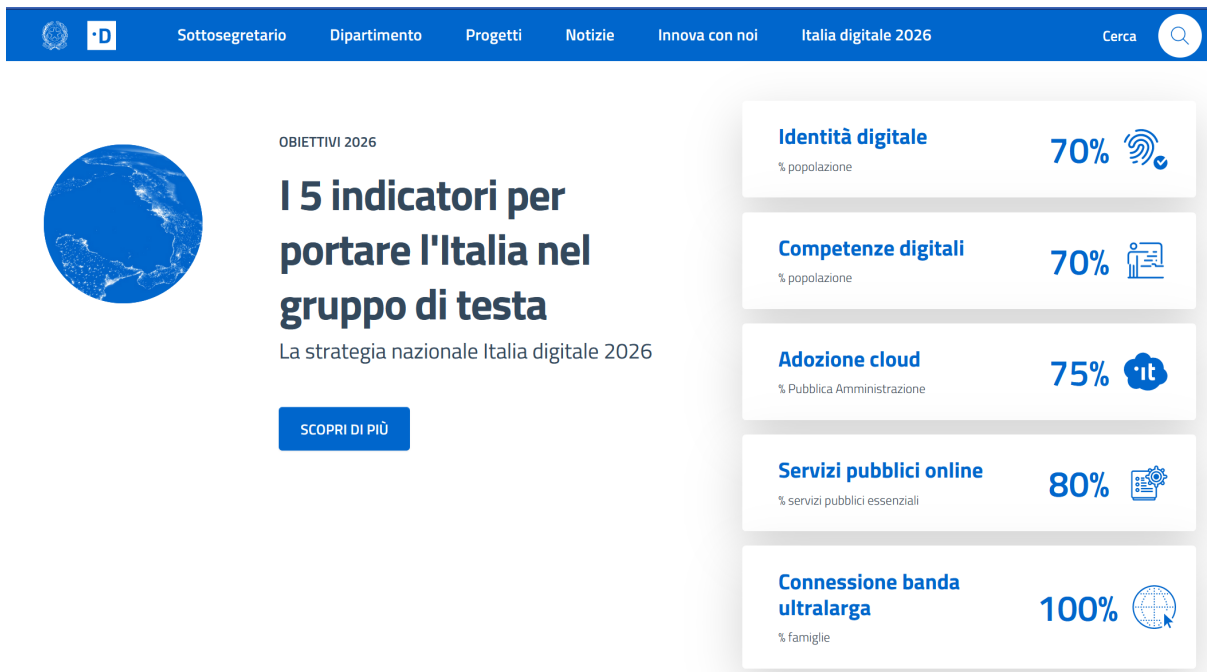 ·D
Sottosegretario
Dipartimento
Progetti
Notizie
Innova con noi
Italia digitale 2026
Cerca
OBIETTIVI 2026
I 5 indicatori per
portare l'Italia nel
gruppo di testa
La strategia nazionale Italia digitale 2026
SCOPRI DI PIÙ
Identità digitale
% popolazione
70%
Competenze digitali
% popolazione
70%
Adozione cloud
% Pubblica Amministrazione
75%
·it
Servizi pubblici online
% servizi pubblici essenziali
80%
Connessione banda
ultralarga
% famiglie
100%